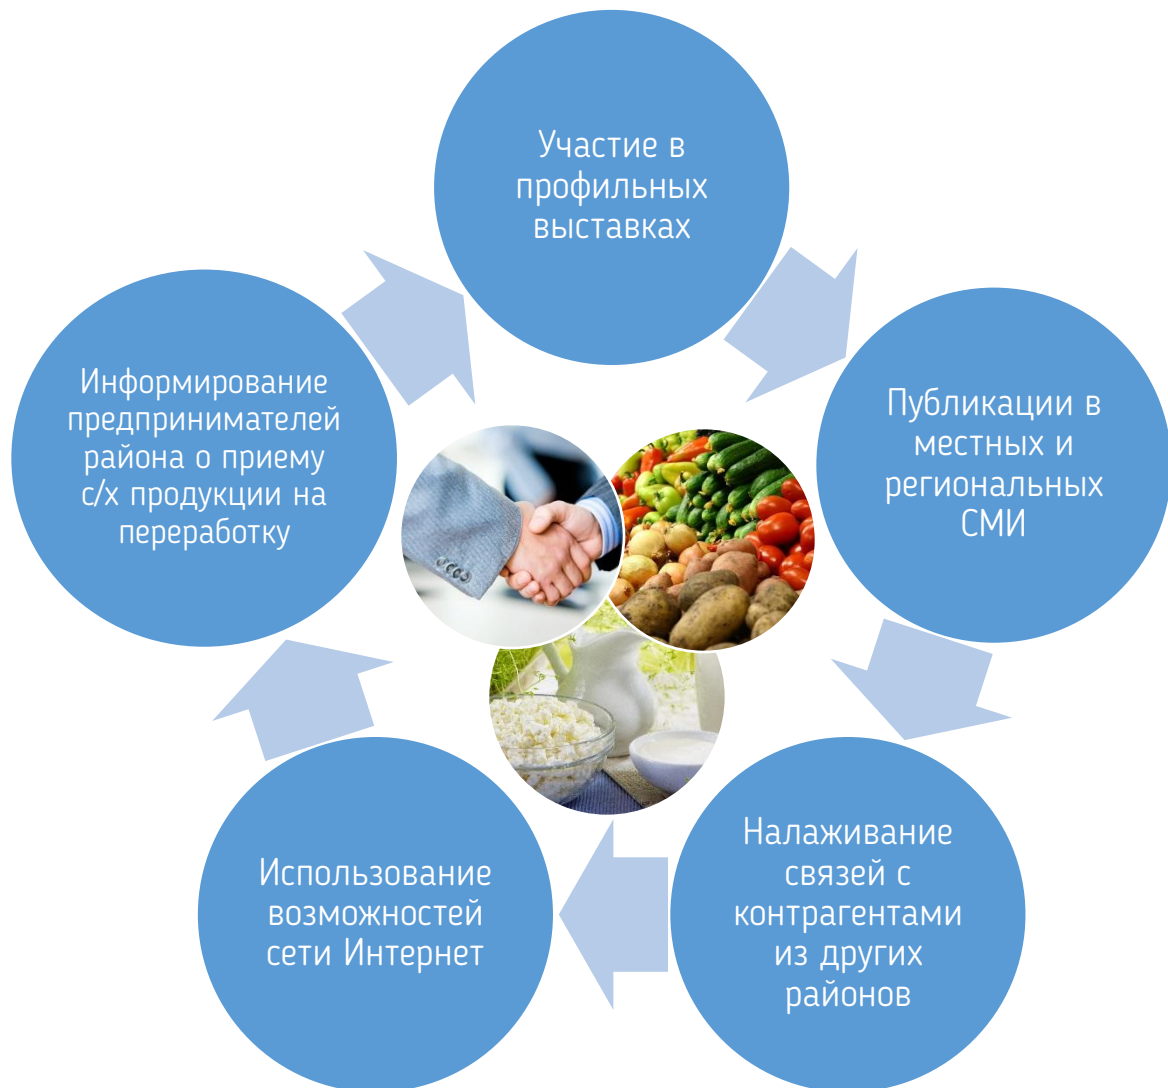 Участие в
профильных
выставках
Публикации в
местных и
региональных
СМИ
Налаживание
связей с
контрагентами
из других
районов
Использование
возможностей
сети Интернет
Информирование
предпринимателей
района о приему
с/х продукции на
переработку